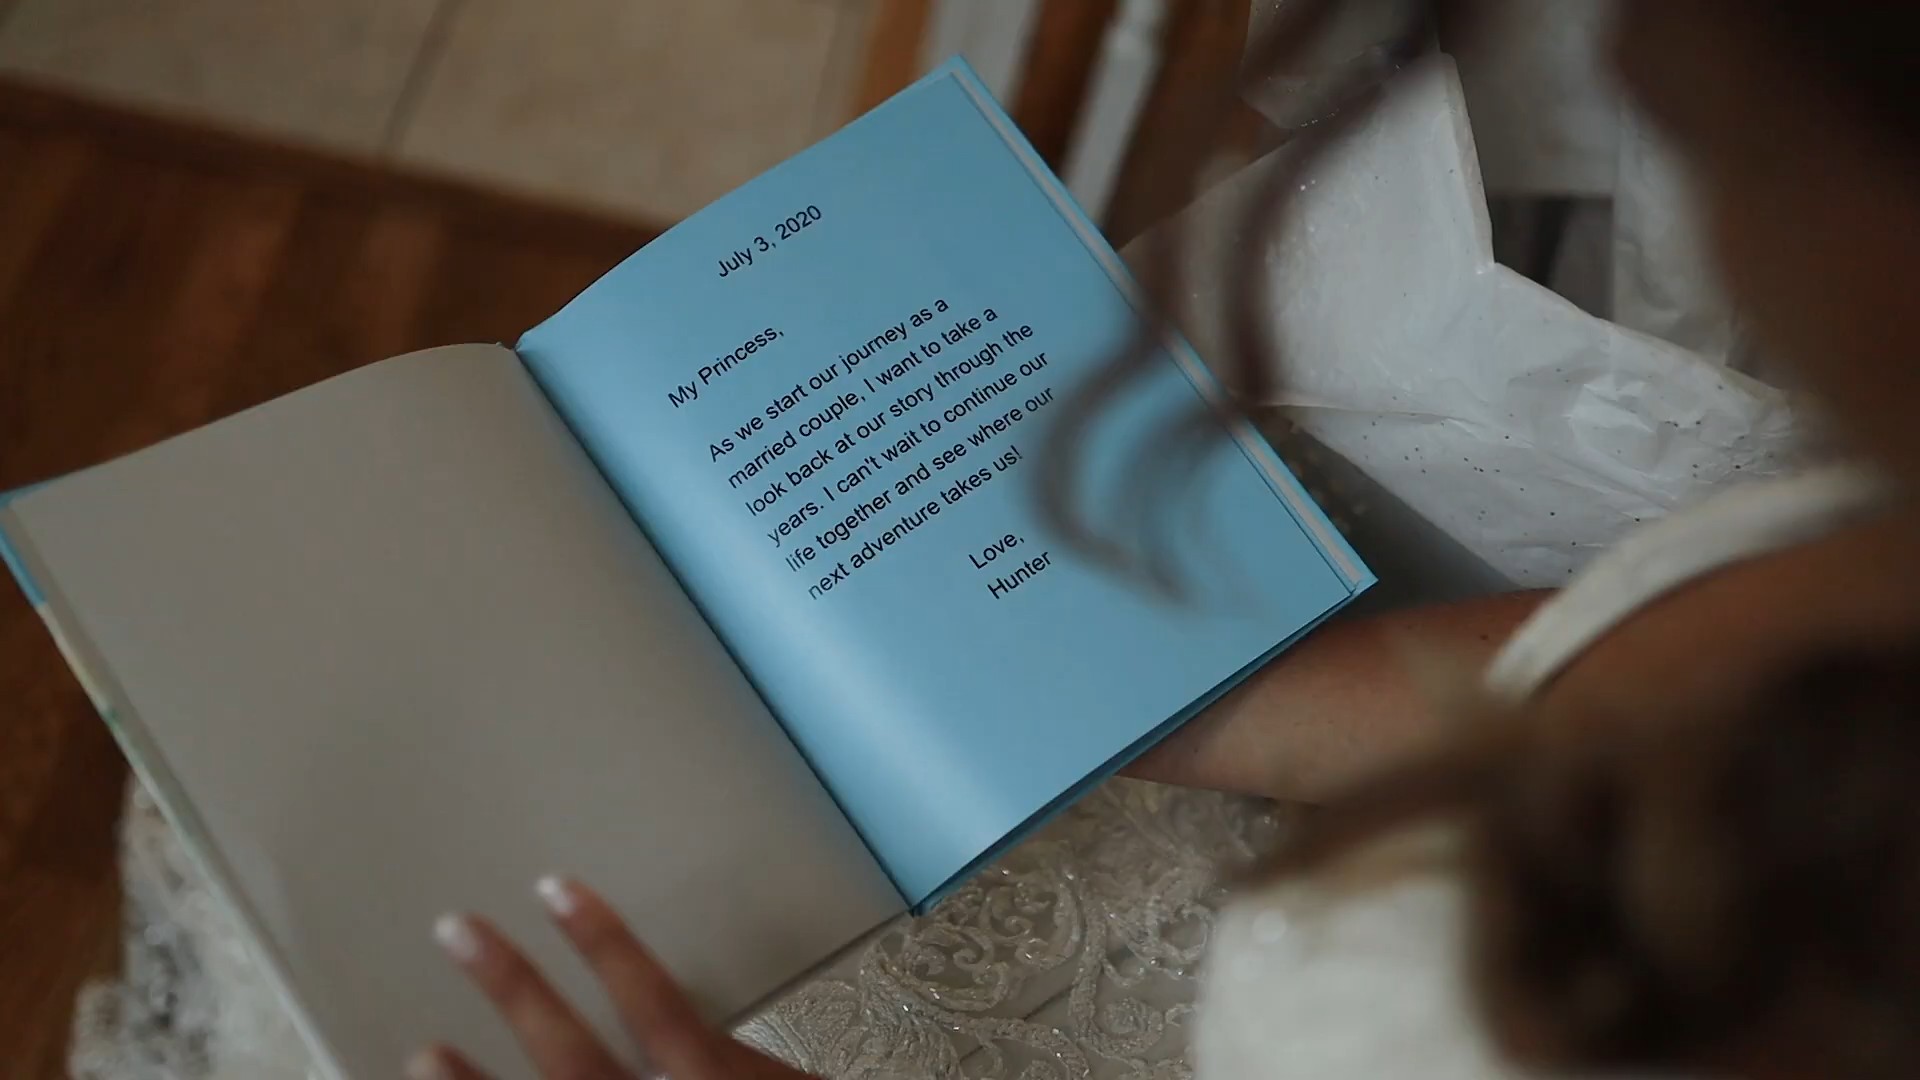 July 3, 2020
My Princess,
As we start our journey as a
married couple, I want to take a
look back at our story through the
years. I can't wait to continue our
life together and see where our
next adventure takes us!
Love,
Hunter